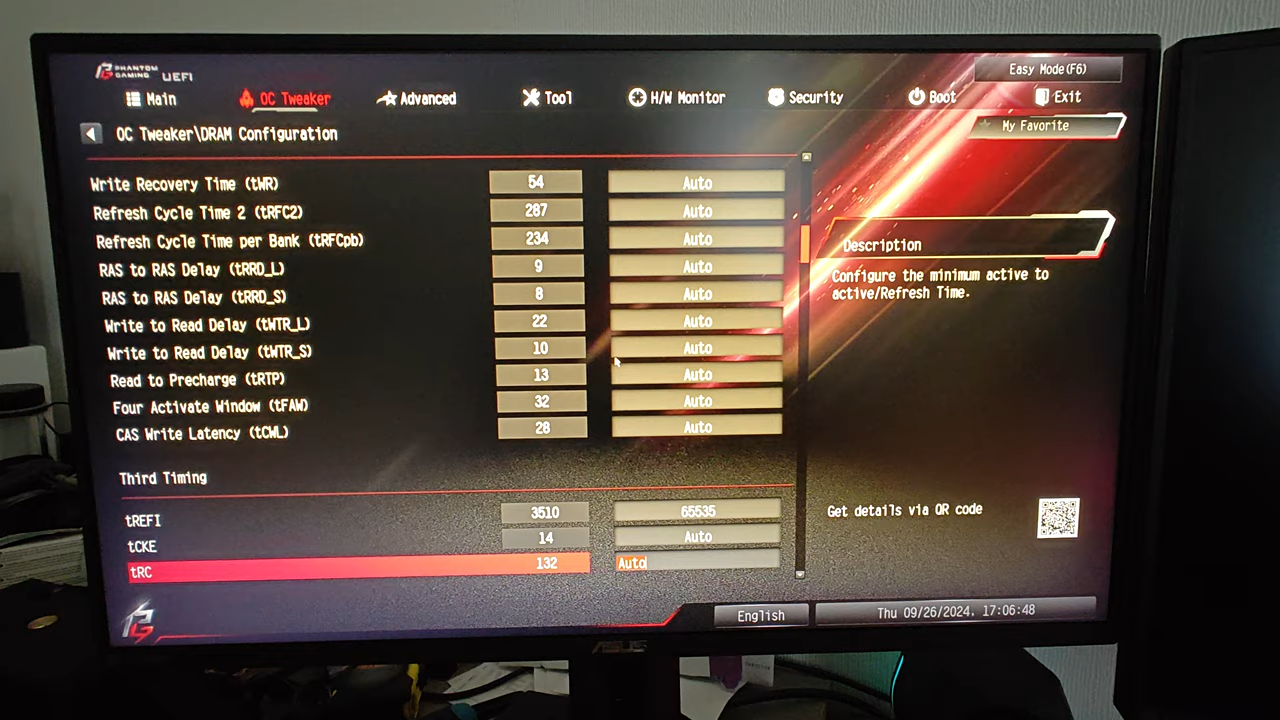 PHANTOM GAMING UEFI
Easy Mode(F6)
Main OC Tweaker Advanced Tool H/W Monitor Security Boot Exit
My Favorite
OC Tweaker\DRAM Configuration
Write Recovery Time (tWR) 54 Auto
Refresh Cycle Time 2 (tRFC2) 287 Auto
Refresh Cycle Time per Bank (tRFCpb) 234 Auto
RAS to RAS Delay (tRRD_L) 9 Auto
RAS to RAS Delay (tRRD_S) 8 Auto
Write to Read Delay (tWTR_L) 22 Auto
Write to Read Delay (tWTR_S) 10 Auto
Read to Precharge (tRTP) 13 Auto
Four Activate Window (tFAW) 32 Auto
CAS Write Latency (tCWL) 28 Auto
Third Timing
tREFI 3510 65535
tCKE 14 Auto
tRC 132 Auto
Description
Configure the minimum active to
active/Refresh Time.
Get details via QR code
English
Thu 09/26/2024. 17:06:48
ASUS